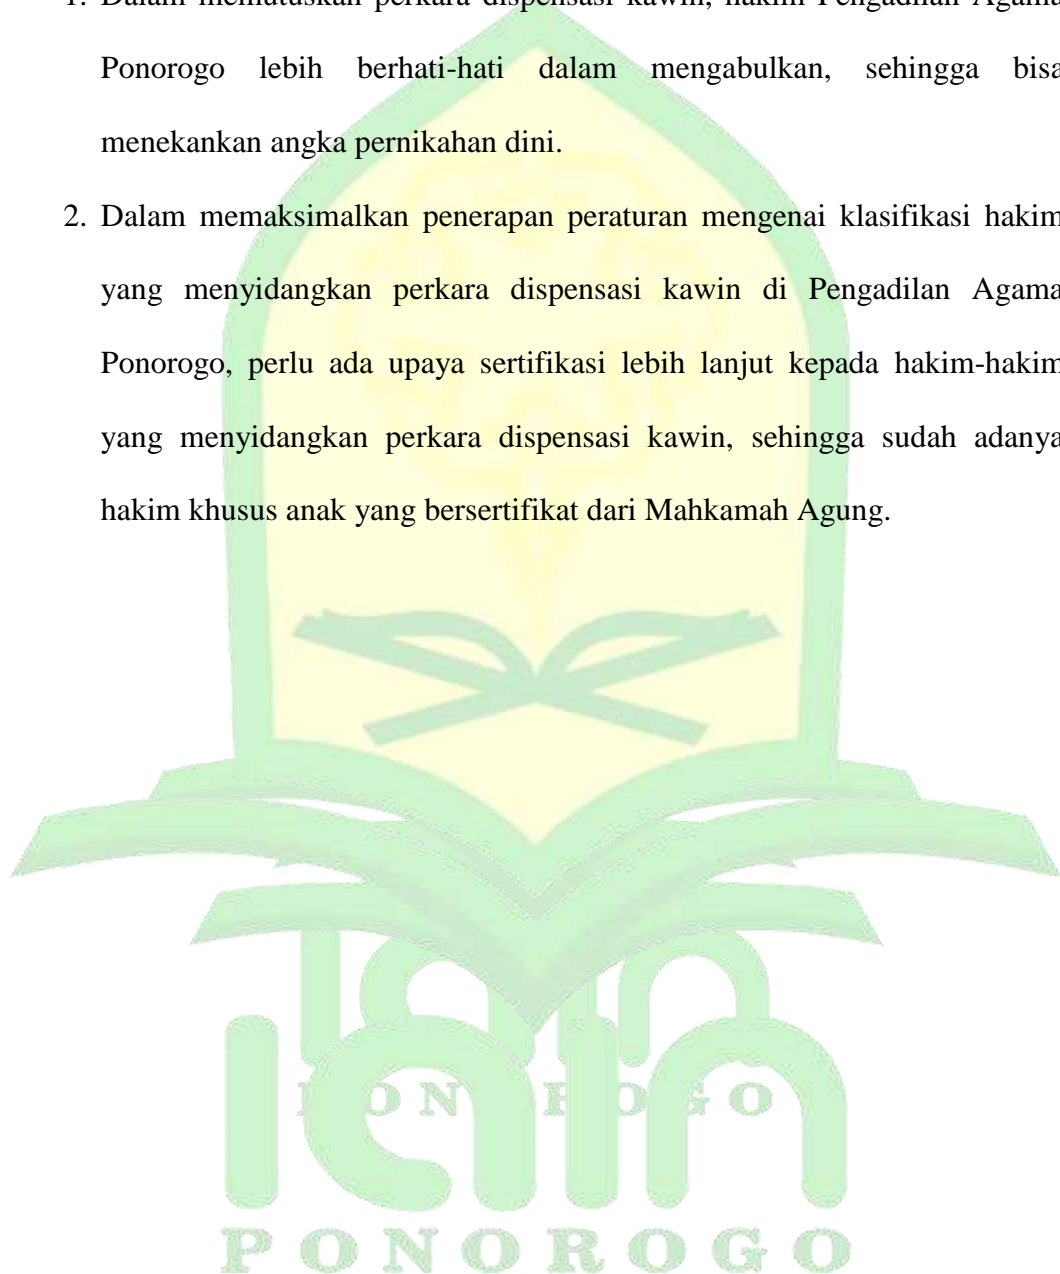 1. Dalam memutuskan perkara dispensasi kawin, hakim Pengadilan Agama
Ponorogo lebih berhati-hati dalam mengabulkan, sehingga bisa
menekankan angka pernikahan dini.
2. Dalam memaksimalkan penerapan peraturan mengenai klasifikasi hakim
yang menyidangkan perkara dispensasi kawin di Pengadilan Agama
Ponorogo, perlu ada upaya sertifikasi lebih lanjut kepada hakim-hakim
yang menyidangkan perkara dispensasi kawin, sehingga sudah adanya
hakim khusus anak yang bersertifikat dari Mahkamah Agung.
iain
PONOROGO
iain
PONOROGO